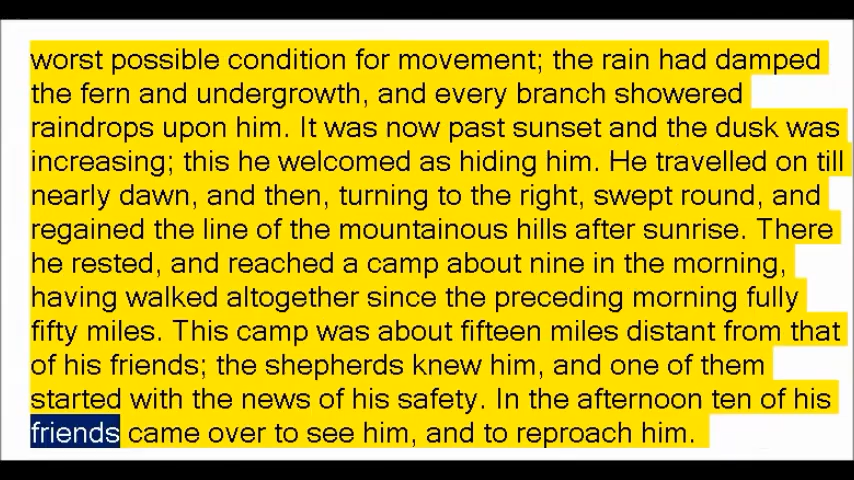 worst possible condition for movement; the rain had damped
the fern and undergrowth, and every branch showered
raindrops upon him. It was now past sunset and the dusk was
increasing; this he welcomed as hiding him. He travelled on till
nearly dawn, and then, turning to the right, swept round, and
regained the line of the mountainous hills after sunrise. There
he rested, and reached a camp about nine in the morning,
having walked altogether since the preceding morning fully
fifty miles. This camp was about fifteen miles distant from that
of his friends; the shepherds knew him, and one of them
started with the news of his safety. In the afternoon ten of his
friends came over to see him, and to reproach him.